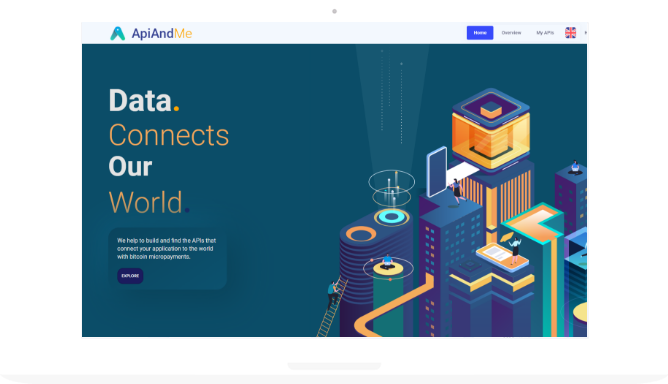 ApiAndMe
Home Overview My APIs
Data.
Connects
Our
World.
We help to build and find the APIs that
connect your application to the world
with bitcoin micropayments.
EXPLORE